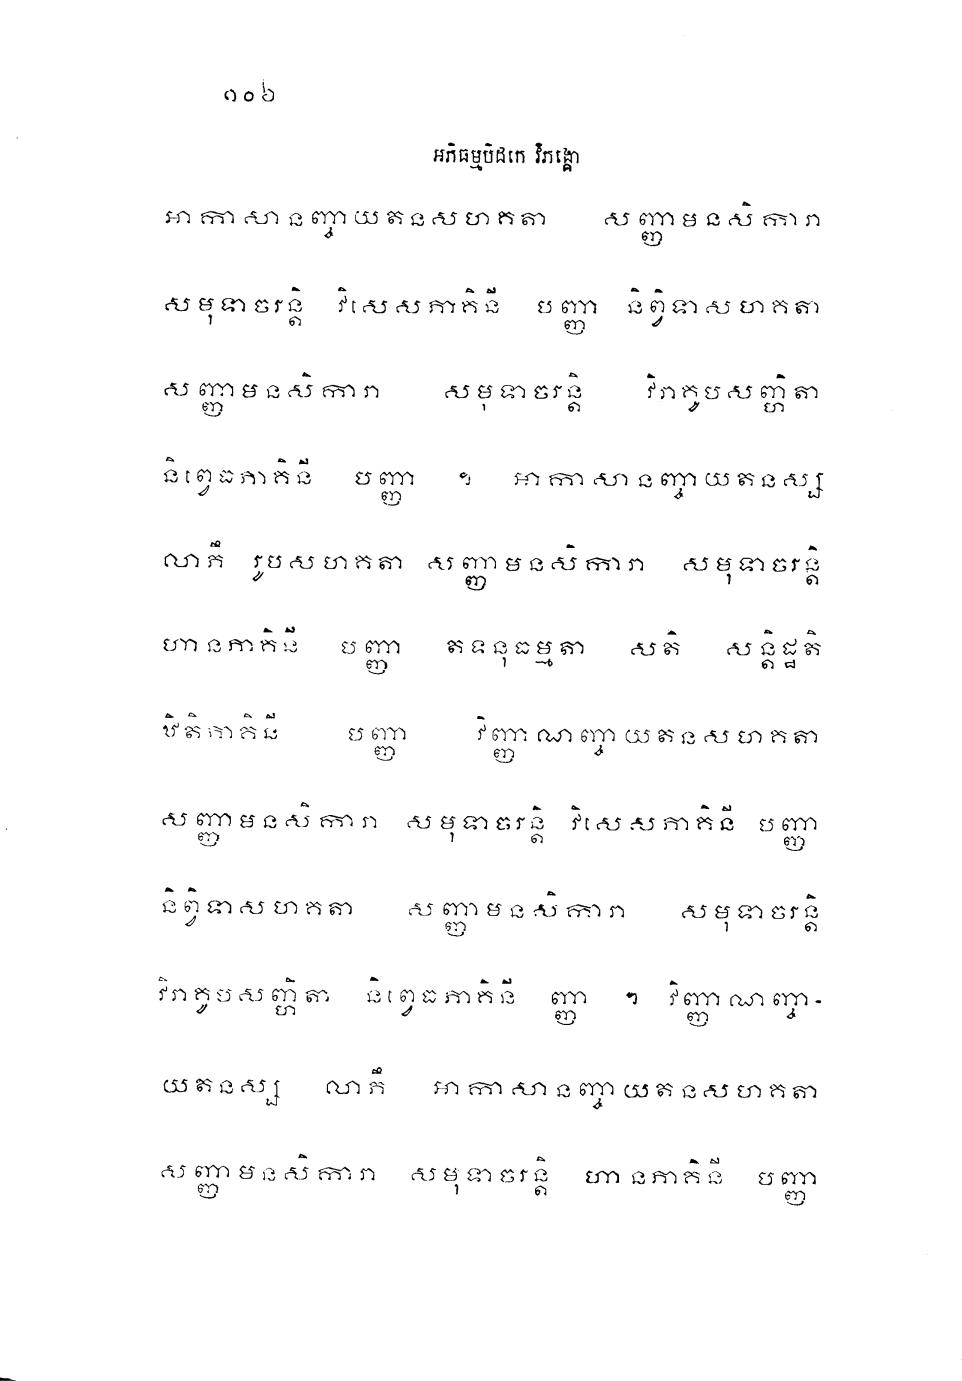 ១០៦
អភិធម្មបិដកេ វិភង្គោ
អាកាសានញ្ចាយតនសហគតា សញ្ញាមនសិការា
សមុទាចរន្តិ វិសេសភាគិនី បញ្ញា និព្វិទាសហគតា
សញ្ញាមនសិការា សមុទាចរន្តិ វិរាគូបសញ្ហិតា
និព្វេធភាគិនី បញ្ញា ។ អាកាសានញ្ចាយតនស្ស
លាភឹ រូបសហគតា សញ្ញាមនសិការា សមុទាចរន្តិ
ហានភាគិនី បញ្ញា តទនុធម្មតា សតិ សន្តិដ្ឋតិ
ឋិតិភាគិនី បញ្ញា វិញ្ញាណញ្ចាយតនសហគតា
សញ្ញាមនសិការា សមុទាចរន្តិ វិសេសភាគិនី បញ្ញា
និព្វិទាសហគតា សញ្ញាមនសិការា សមុទាចរន្តិ
វិរាគូបសញ្ហិតា និព្វេធភាគិនី ញ្ញា ។ វិញ្ញាណញ្ចា-
យតនស្ស លាភឹ អាកាសានញ្ចាយតនសហគតា
សញ្ញាមនសិការា សមុទាចរន្តិ ហានភាគិនី បញ្ញា